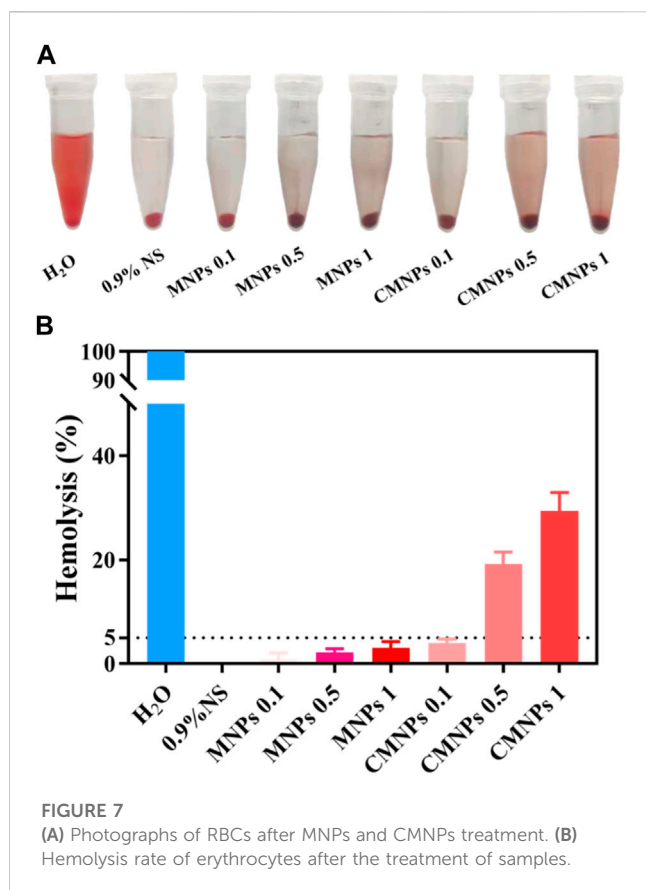 A
H₂O
0.9% NS
MNPs 0.1
MNPs 0.5
MNPs 1
CMNPs 0.1
CMNPs 0.5
CMNPs 1
B
Hemolysis (%)
100
90
40
20
5
0
H₂O
0.9%NS
MNPs 0.1
MNPs 0.5
MNPs 1
CMNPs 0.1
CMNPs 0.5
CMNPs 1
FIGURE 7
(A) Photographs of RBCs after MNPs and CMNPs treatment. (B)
Hemolysis rate of erythrocytes after the treatment of samples.